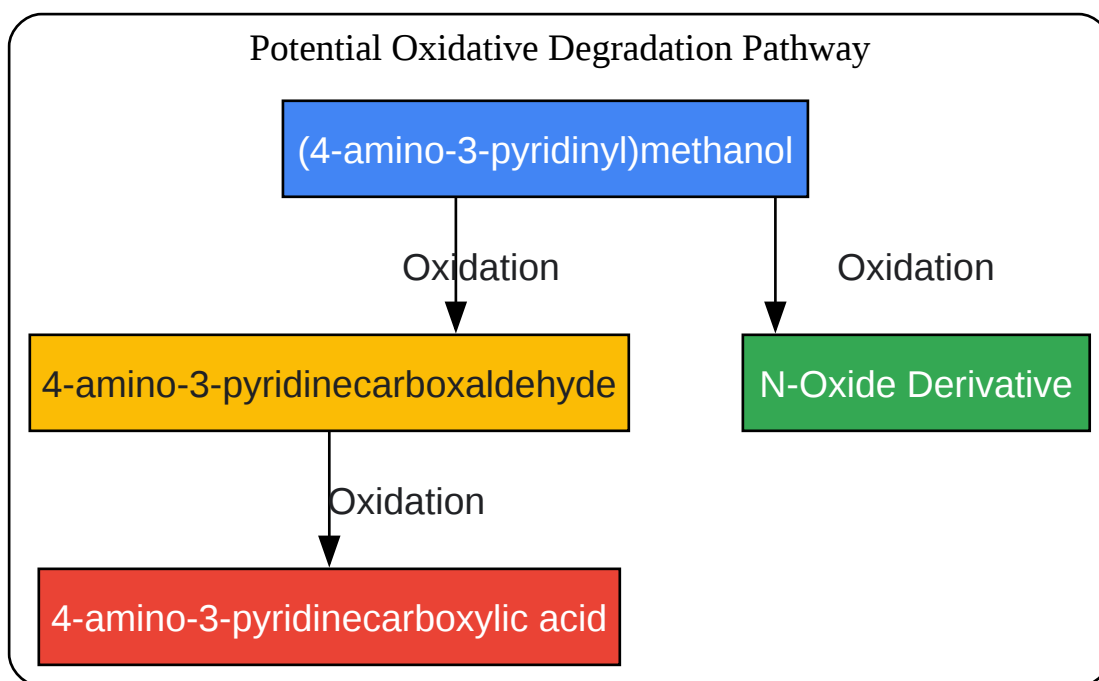 Potential Oxidative Degradation Pathway
(4-amino-3-pyridinyl)methanol
Oxidation
Oxidation
4-amino-3-pyridinecarboxaldehyde
N-Oxide Derivative
Oxidation
4-amino-3-pyridinecarboxylic acid